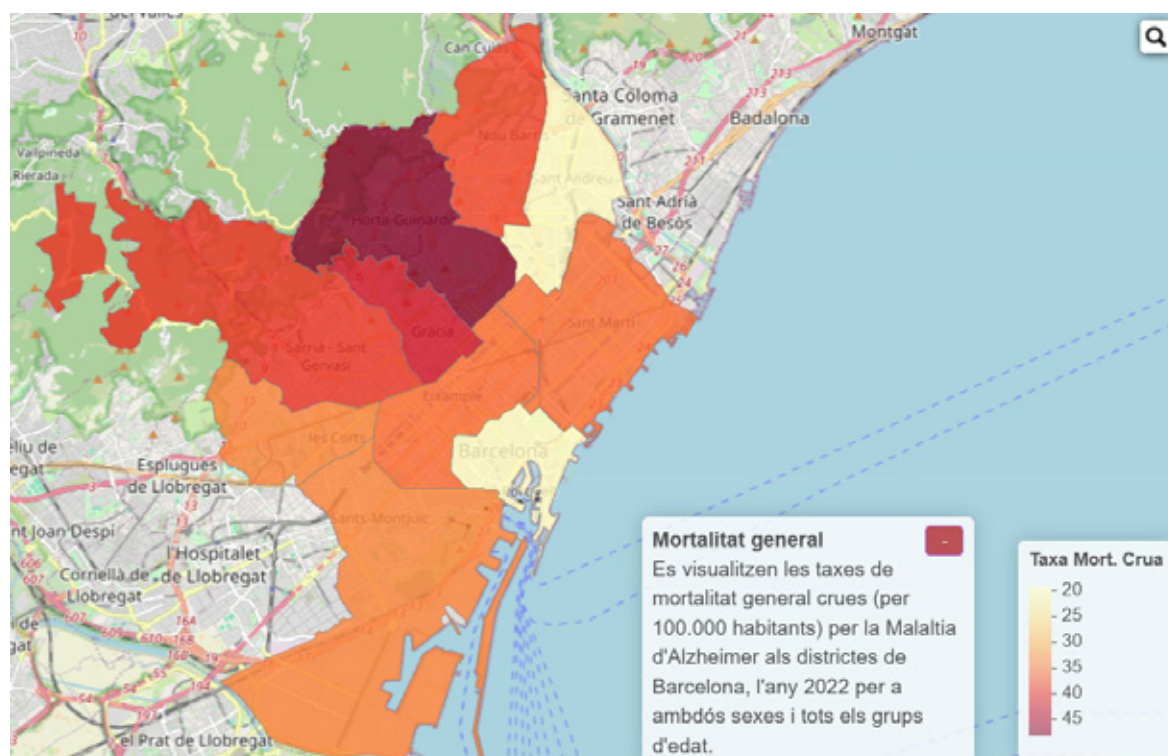 Can Cuiàs
Montgat
Santa Coloma
de Gramenet
Badalona
Nou Barris
Vallpineda
Rierada
Sant Andreu
Horta-Guinardó
Sant Adrià
de Besòs
Gràcia
Sant Martí
Sarrià - Sant
Gervasi
Eixample
les Corts
Barcelona
Esplugues
de Llobregat
Sants-Montjuïc
Sant Joan Despí
l'Hospitalet
de Llobregat
Cornellà de
Llobregat
el Prat de Llobregat
Mortalitat general
-
Es visualitzen les taxes de
mortalitat general crues (per
100.000 habitants) per la Malaltia
d'Alzheimer als districtes de
Barcelona, l'any 2022 per a
ambdós sexes i tots els grups
d'edat.
Taxa Mort. Crua
20
25
30
35
40
45